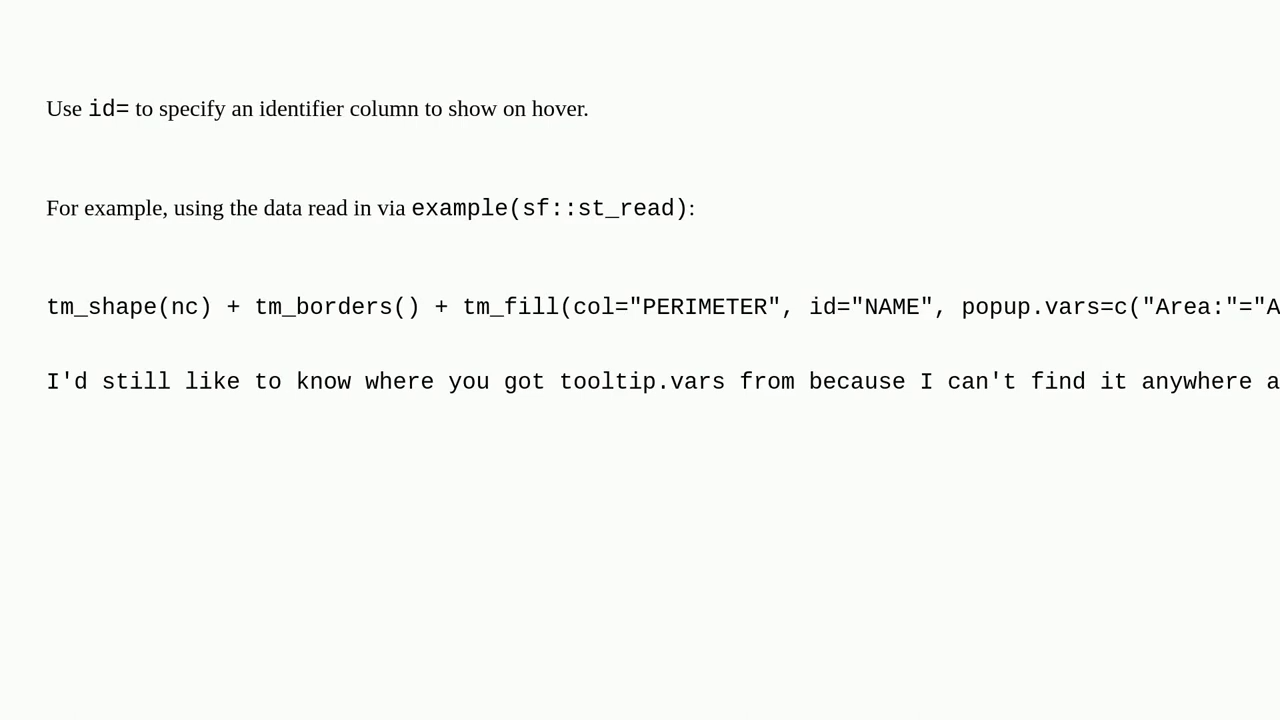 Use id= to specify an identifier column to show on hover.
For example, using the data read in via example(sf::st_read):
tm_shape(nc) + tm_borders() + tm_fill(col="PERIMETER", id="NAME", popup.vars=c("Area:"="A
I'd still like to know where you got tooltip.vars from because I can't find it anywhere a